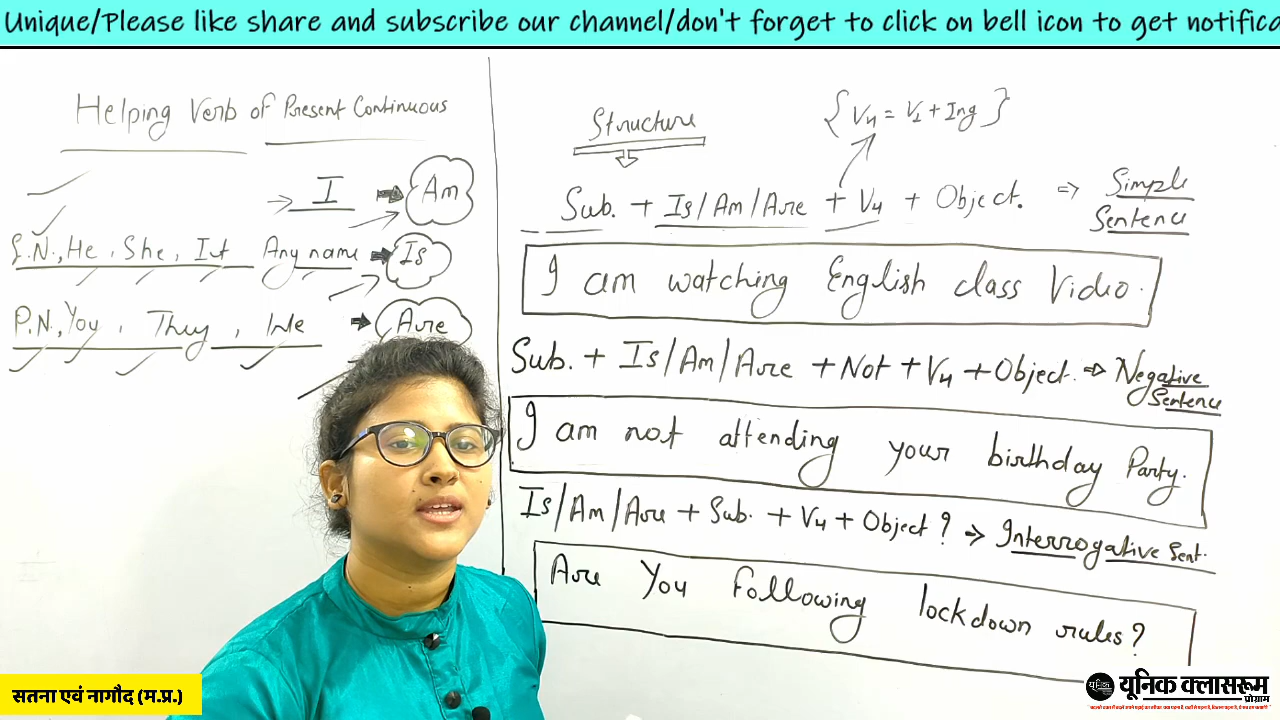 Unique/Please like share and subscribe our channel/don't forget to click on bell icon to get notifica
Helping Verb of Present Continuous
I → Am
S.N., He, She, It Any name → Is
P.N., You, They, We → Are
Structure
{V4 = V1 + Ing}
Sub. + Is/Am/Are + V4 + Object. ⇒ Simple
Sentence
I am watching English class Video.
Sub. + Is/Am/Are + Not + V4 + Object. ⇒ Negative
Sentence
I am not attending your birthday Party.
Is/Am/Are + Sub. + V4 + Object? ⇒ Interrogative Sent.
Are You Following lockdown rules?
सतना एवं नागौद (म.प्र.)
यूनिक क्लासरूम
प्रोग्राम